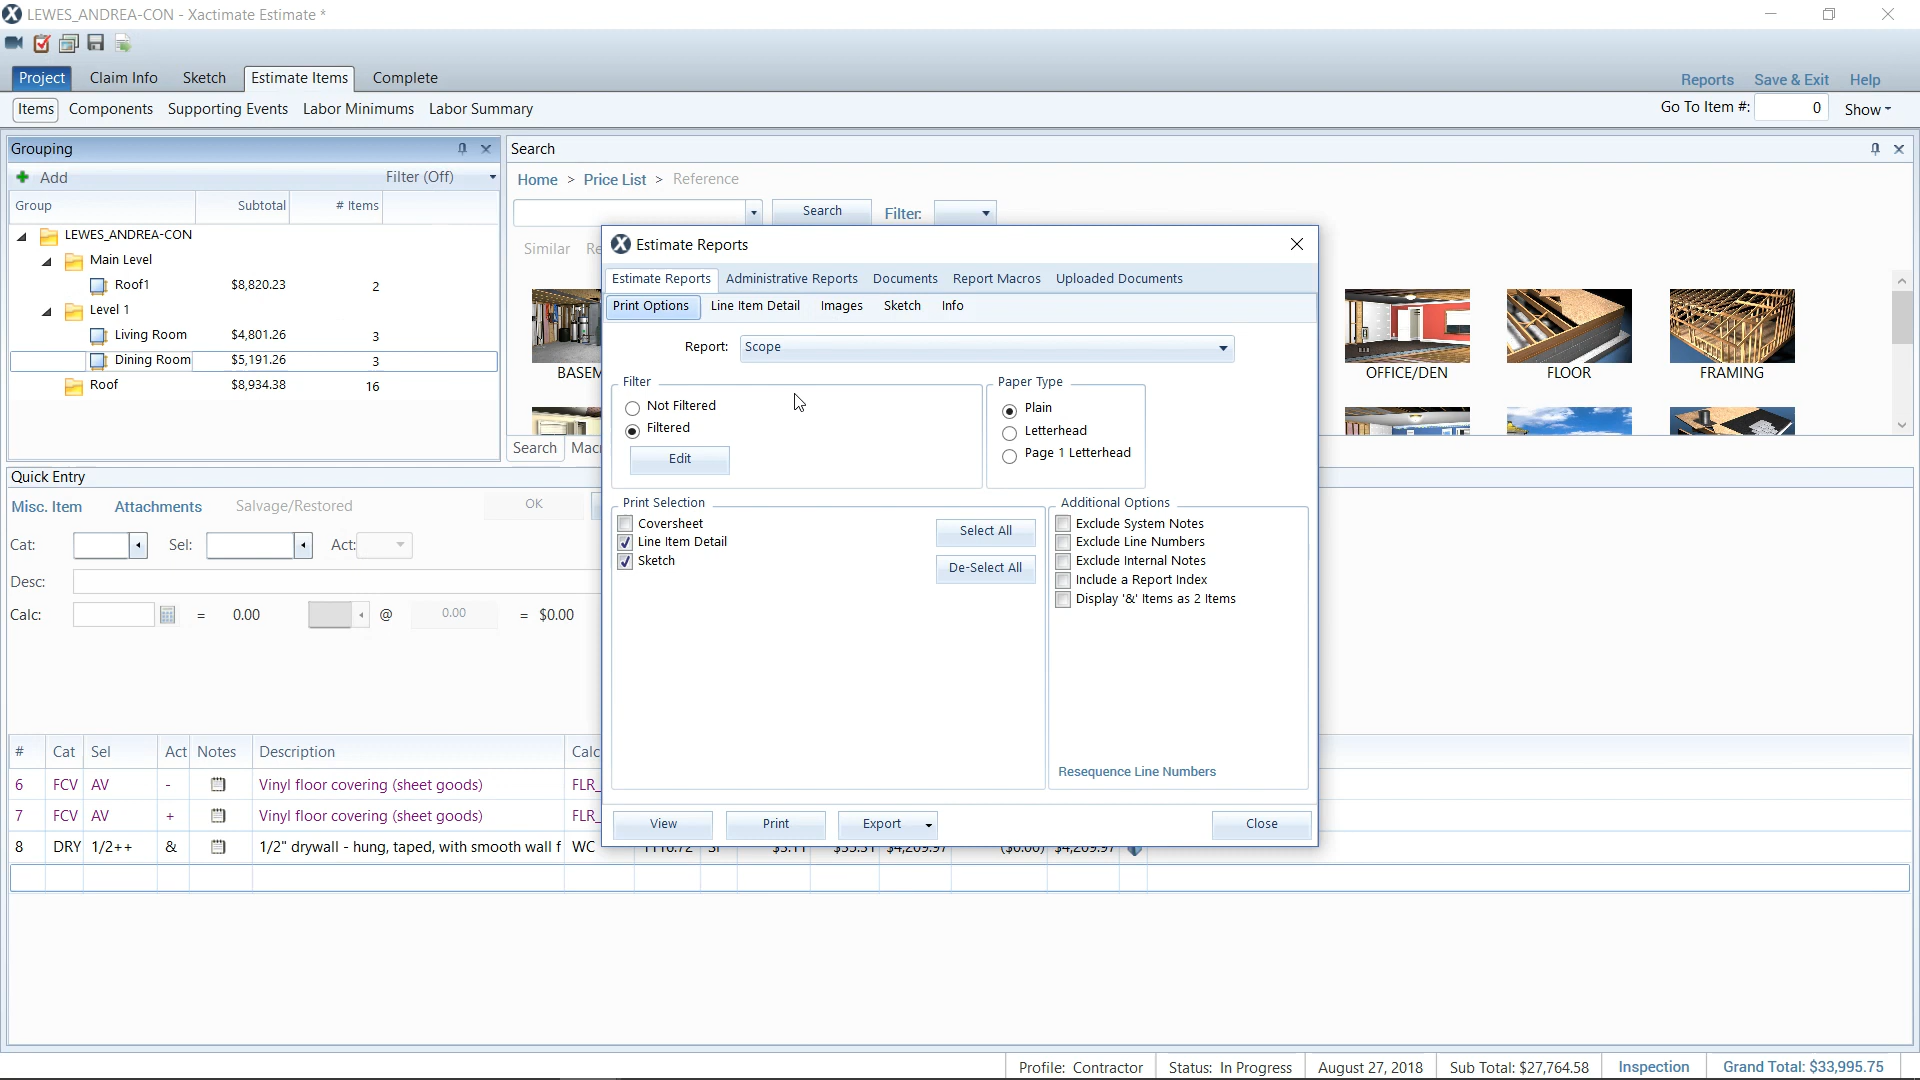 LEWES_ANDREA-CON - Xactimate Estimate *
Project Claim Info Sketch Estimate Items Complete
Reports Save & Exit Help
Items Components Supporting Events Labor Minimums Labor Summary
Go To Item #: 0 Show
Grouping
Add Filter (Off)
Group Subtotal # Items
LEWES_ANDREA-CON
Main Level
Roof1 $8,820.23 2
Level 1
Living Room $4,801.26 3
Dining Room $5,191.26 3
Roof $8,934.38 16
Search
Home > Price List > Reference
Search Filter:
Similar
BASEM
OFFICE/DEN FLOOR FRAMING
Search Mac
Estimate Reports
Estimate Reports Administrative Reports Documents Report Macros Uploaded Documents
Print Options Line Item Detail Images Sketch Info
Report: Scope
Filter
Not Filtered
Filtered
Edit
Paper Type
Plain
Letterhead
Page 1 Letterhead
Print Selection
Coversheet
Line Item Detail
Sketch
Select All
De-Select All
Additional Options
Exclude System Notes
Exclude Line Numbers
Exclude Internal Notes
Include a Report Index
Display '&' Items as 2 Items
Resequence Line Numbers
View Print Export Close
Quick Entry
Misc. Item Attachments Salvage/Restored OK
Cat: Sel: Act:
Desc:
Calc: = 0.00 @ 0.00 = $0.00
# Cat Sel Act Notes Description Calc
6 FCV AV - Vinyl floor covering (sheet goods) FLR_
7 FCV AV + Vinyl floor covering (sheet goods) FLR_
8 DRY 1/2++ & 1/2" drywall - hung, taped, with smooth wall f WC
Profile: Contractor Status: In Progress August 27, 2018 Sub Total: $27,764.58 Inspection Grand Total: $33,995.75